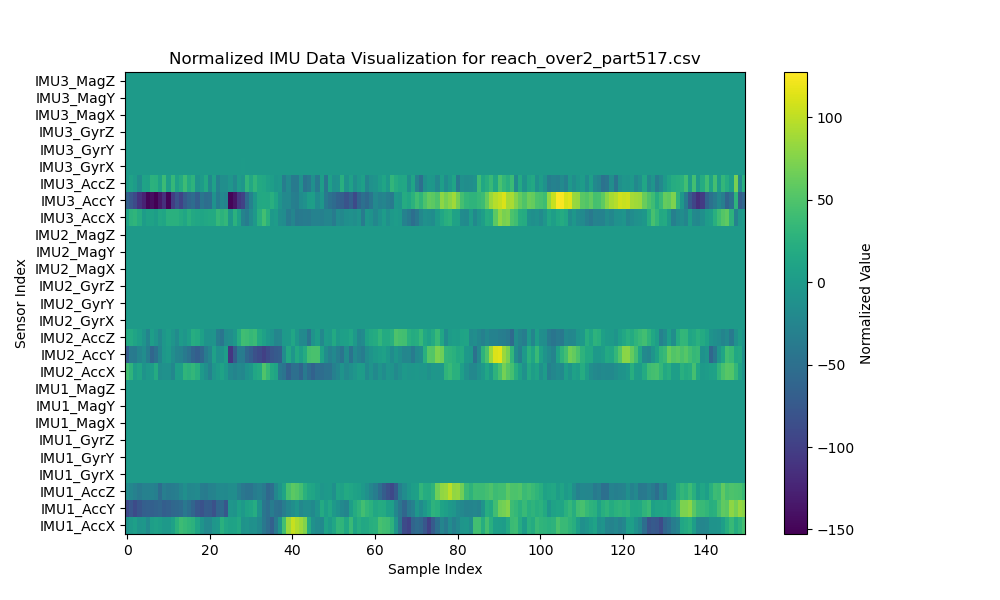 Normalized IMU Data Visualization for reach_over2_part517.csv
Sensor Index
IMU3_MagZ
IMU3_MagY
IMU3_MagX
IMU3_GyrZ
IMU3_GyrY
IMU3_GyrX
IMU3_AccZ
IMU3_AccY
IMU3_AccX
IMU2_MagZ
IMU2_MagY
IMU2_MagX
IMU2_GyrZ
IMU2_GyrY
IMU2_GyrX
IMU2_AccZ
IMU2_AccY
IMU2_AccX
IMU1_MagZ
IMU1_MagY
IMU1_MagX
IMU1_GyrZ
IMU1_GyrY
IMU1_GyrX
IMU1_AccZ
IMU1_AccY
IMU1_AccX
0 20 40 60 80 100 120 140
Sample Index
100
50
0
−50
−100
−150
Normalized Value